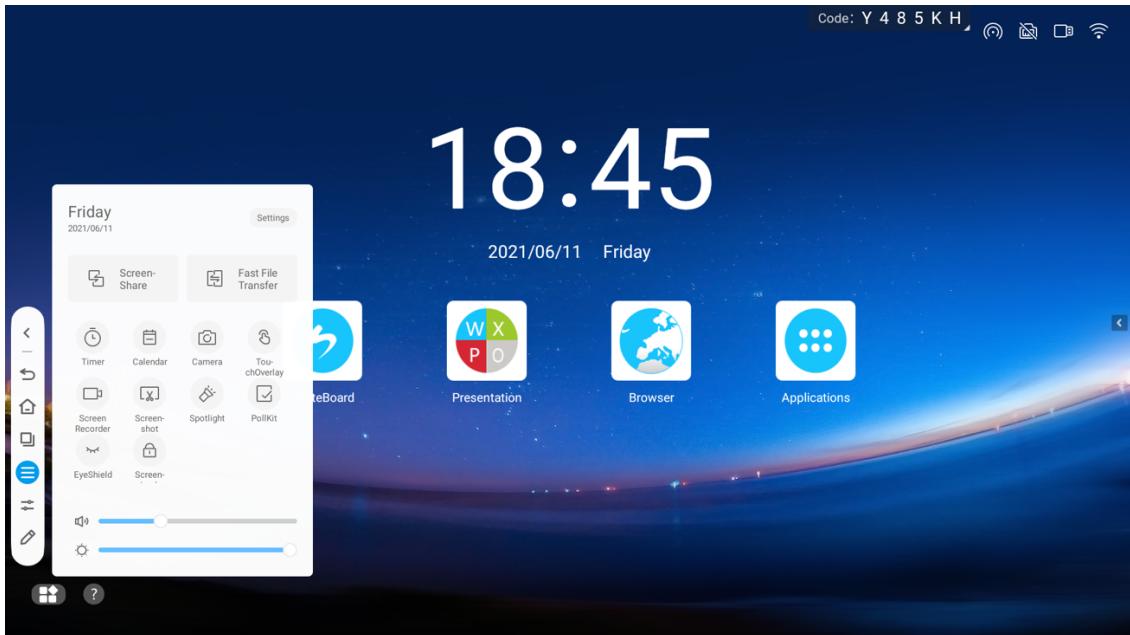 Code: Y 4 8 5 K H
18:45
2021/06/11 Friday
Friday
2021/06/11
Settings
Screen-
Share
Fast File
Transfer
Timer
Calendar
Camera
Tou-
chOverlay
Screen
Recorder
Screen-
shot
Spotlight
PollKit
EyeShield
Screen-
teBoard
W X
P O
Presentation
Browser
Applications
?